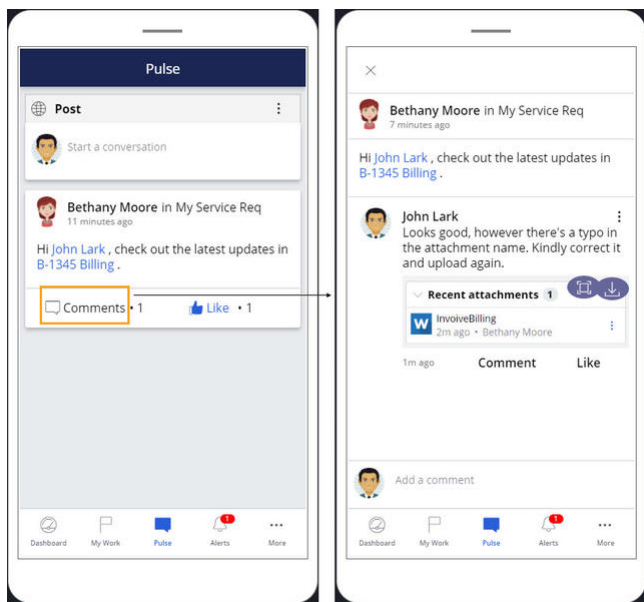 Pulse
Post
Start a conversation
Bethany Moore in My Service Req
11 minutes ago
Hi John Lark , check out the latest updates in
B-1345 Billing .
Comments • 1
Like • 1
1
Dashboard
My Work
Pulse
Alerts
More
Bethany Moore in My Service Req
7 minutes ago
Hi John Lark , check out the latest updates in
B-1345 Billing .
John Lark
Looks good, however there's a typo in
the attachment name. Kindly correct it
and upload again.
Recent attachments 1
W
InvoiveBilling
2m ago • Bethany Moore
1m ago
Comment
Like
Add a comment
1
Dashboard
My Work
Pulse
Alerts
More